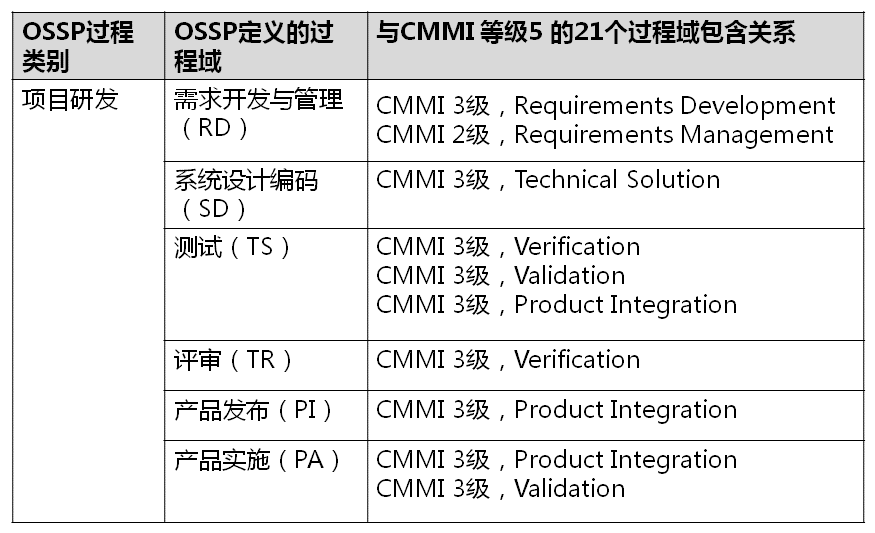 OSSP过程
类别
OSSP定义的过
程域
与CMMI 等级5 的21个过程域包含关系
项目研发
需求开发与管理
（RD）
CMMI 3级，Requirements Development
CMMI 2级，Requirements Management
系统设计编码
（SD）
CMMI 3级，Technical Solution
测试（TS）
CMMI 3级，Verification
CMMI 3级，Validation
CMMI 3级，Product Integration
评审（TR）
CMMI 3级，Verification
产品发布（PI）
CMMI 3级，Product Integration
产品实施（PA）
CMMI 3级，Product Integration
CMMI 3级，Validation